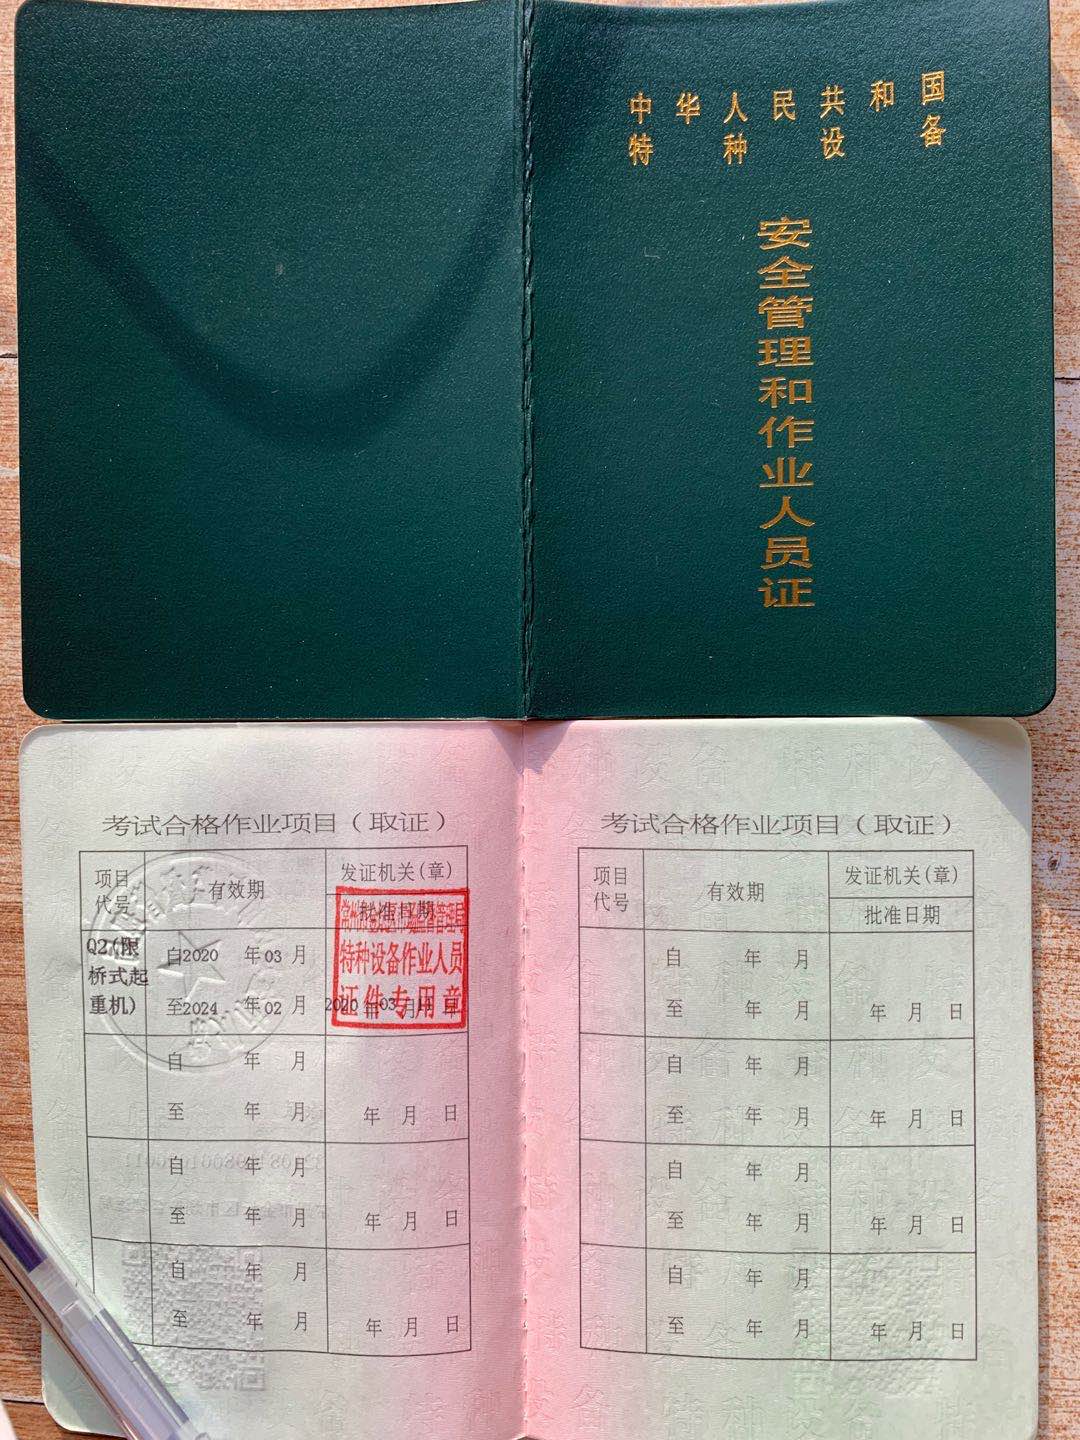 中华人民共和国
特种设备
安全管理和作业人员证
考试合格作业项目（取证）
项目代号
有效期
发证机关(章)
批准日期
Q2(限桥式起重机)
自2020 年03 月
至2024 年02 月
特种设备作业人员
证件专用章
自 年 月
至 年 月
年 月 日
自 年 月
至 年 月
年 月 日
自 年 月
至 年 月
年 月 日
考试合格作业项目（取证）
项目代号
有效期
发证机关(章)
批准日期
自 年 月
至 年 月
年 月 日
自 年 月
至 年 月
年 月 日
自 年 月
至 年 月
年 月 日
自 年 月
至 年 月
年 月 日